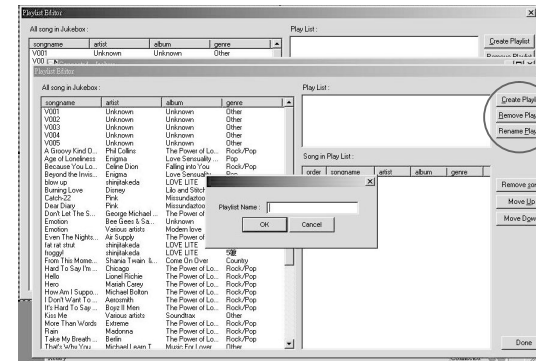 Playlist Editor
All song in Jukebox :
Play List :
songname artist album genre
V001 Unknown Unknown Other
Create Playlist
Playlist Editor
All song in Jukebox :
Play List :
songname artist album genre
V001 Unknown Unknown Other
V002 Unknown Unknown Other
V003 Unknown Unknown Other
V004 Unknown Unknown Other
V005 Unknown Unknown Other
A Groovy Kind O... Phil Collins The Power of Lo... Rock/Pop
Age of Loneliness Enigma Love Sensuality ... Pop
Because You Lo... Celine Dion Falling into You Rock/Pop
Beyond the Invis... Enigma Love Sensuality
blow up shinjitakeda LOVE LITE
Burning Love Disney Lilo and Stitch
Catch-22 Pink Missundaztoo
Dear Diary Pink Missundaztoo
Don't Let The S... George Michael ... The Power of
Emotion Bee Gees & Sa... Unknown
Emotion Various artists Modern love
Even The Nights... Air Supply The Power of
fat rat strut shinjitakeda LOVE LITE
hoggy! shinjitakeda LOVE LITE
From This Mome... Shania Twain &... Come On Over Country
Hard To Say I'm ... Chicago The Power of Lo... Rock/Pop
Hello Lionel Richie The Power of Lo... Rock/Pop
Hero Mariah Carey The Power of Lo... Rock/Pop
How Am I Suppo... Michael Bolton The Power of Lo... Rock/Pop
I Don't Want To ... Aerosmith The Power of Lo... Rock/Pop
It's Hard To Say ... Boyz II Men The Power of Lo... Rock/Pop
Kiss Me Various artists Soundtrax Other
More Than Words Extreme The Power of Lo... Rock/Pop
Rain Madonna The Power of Lo... Rock/Pop
Take My Breath ... Berlin The Power of Lo... Rock/Pop
That's Why You Michael Learn T Music For Lover Other
Create Playli
Remove Play
Rename Play
Song in Play List :
order songname artist album genre
Remove son
Move Up
Move Dow
Playlist Name :
OK Cancel
Done